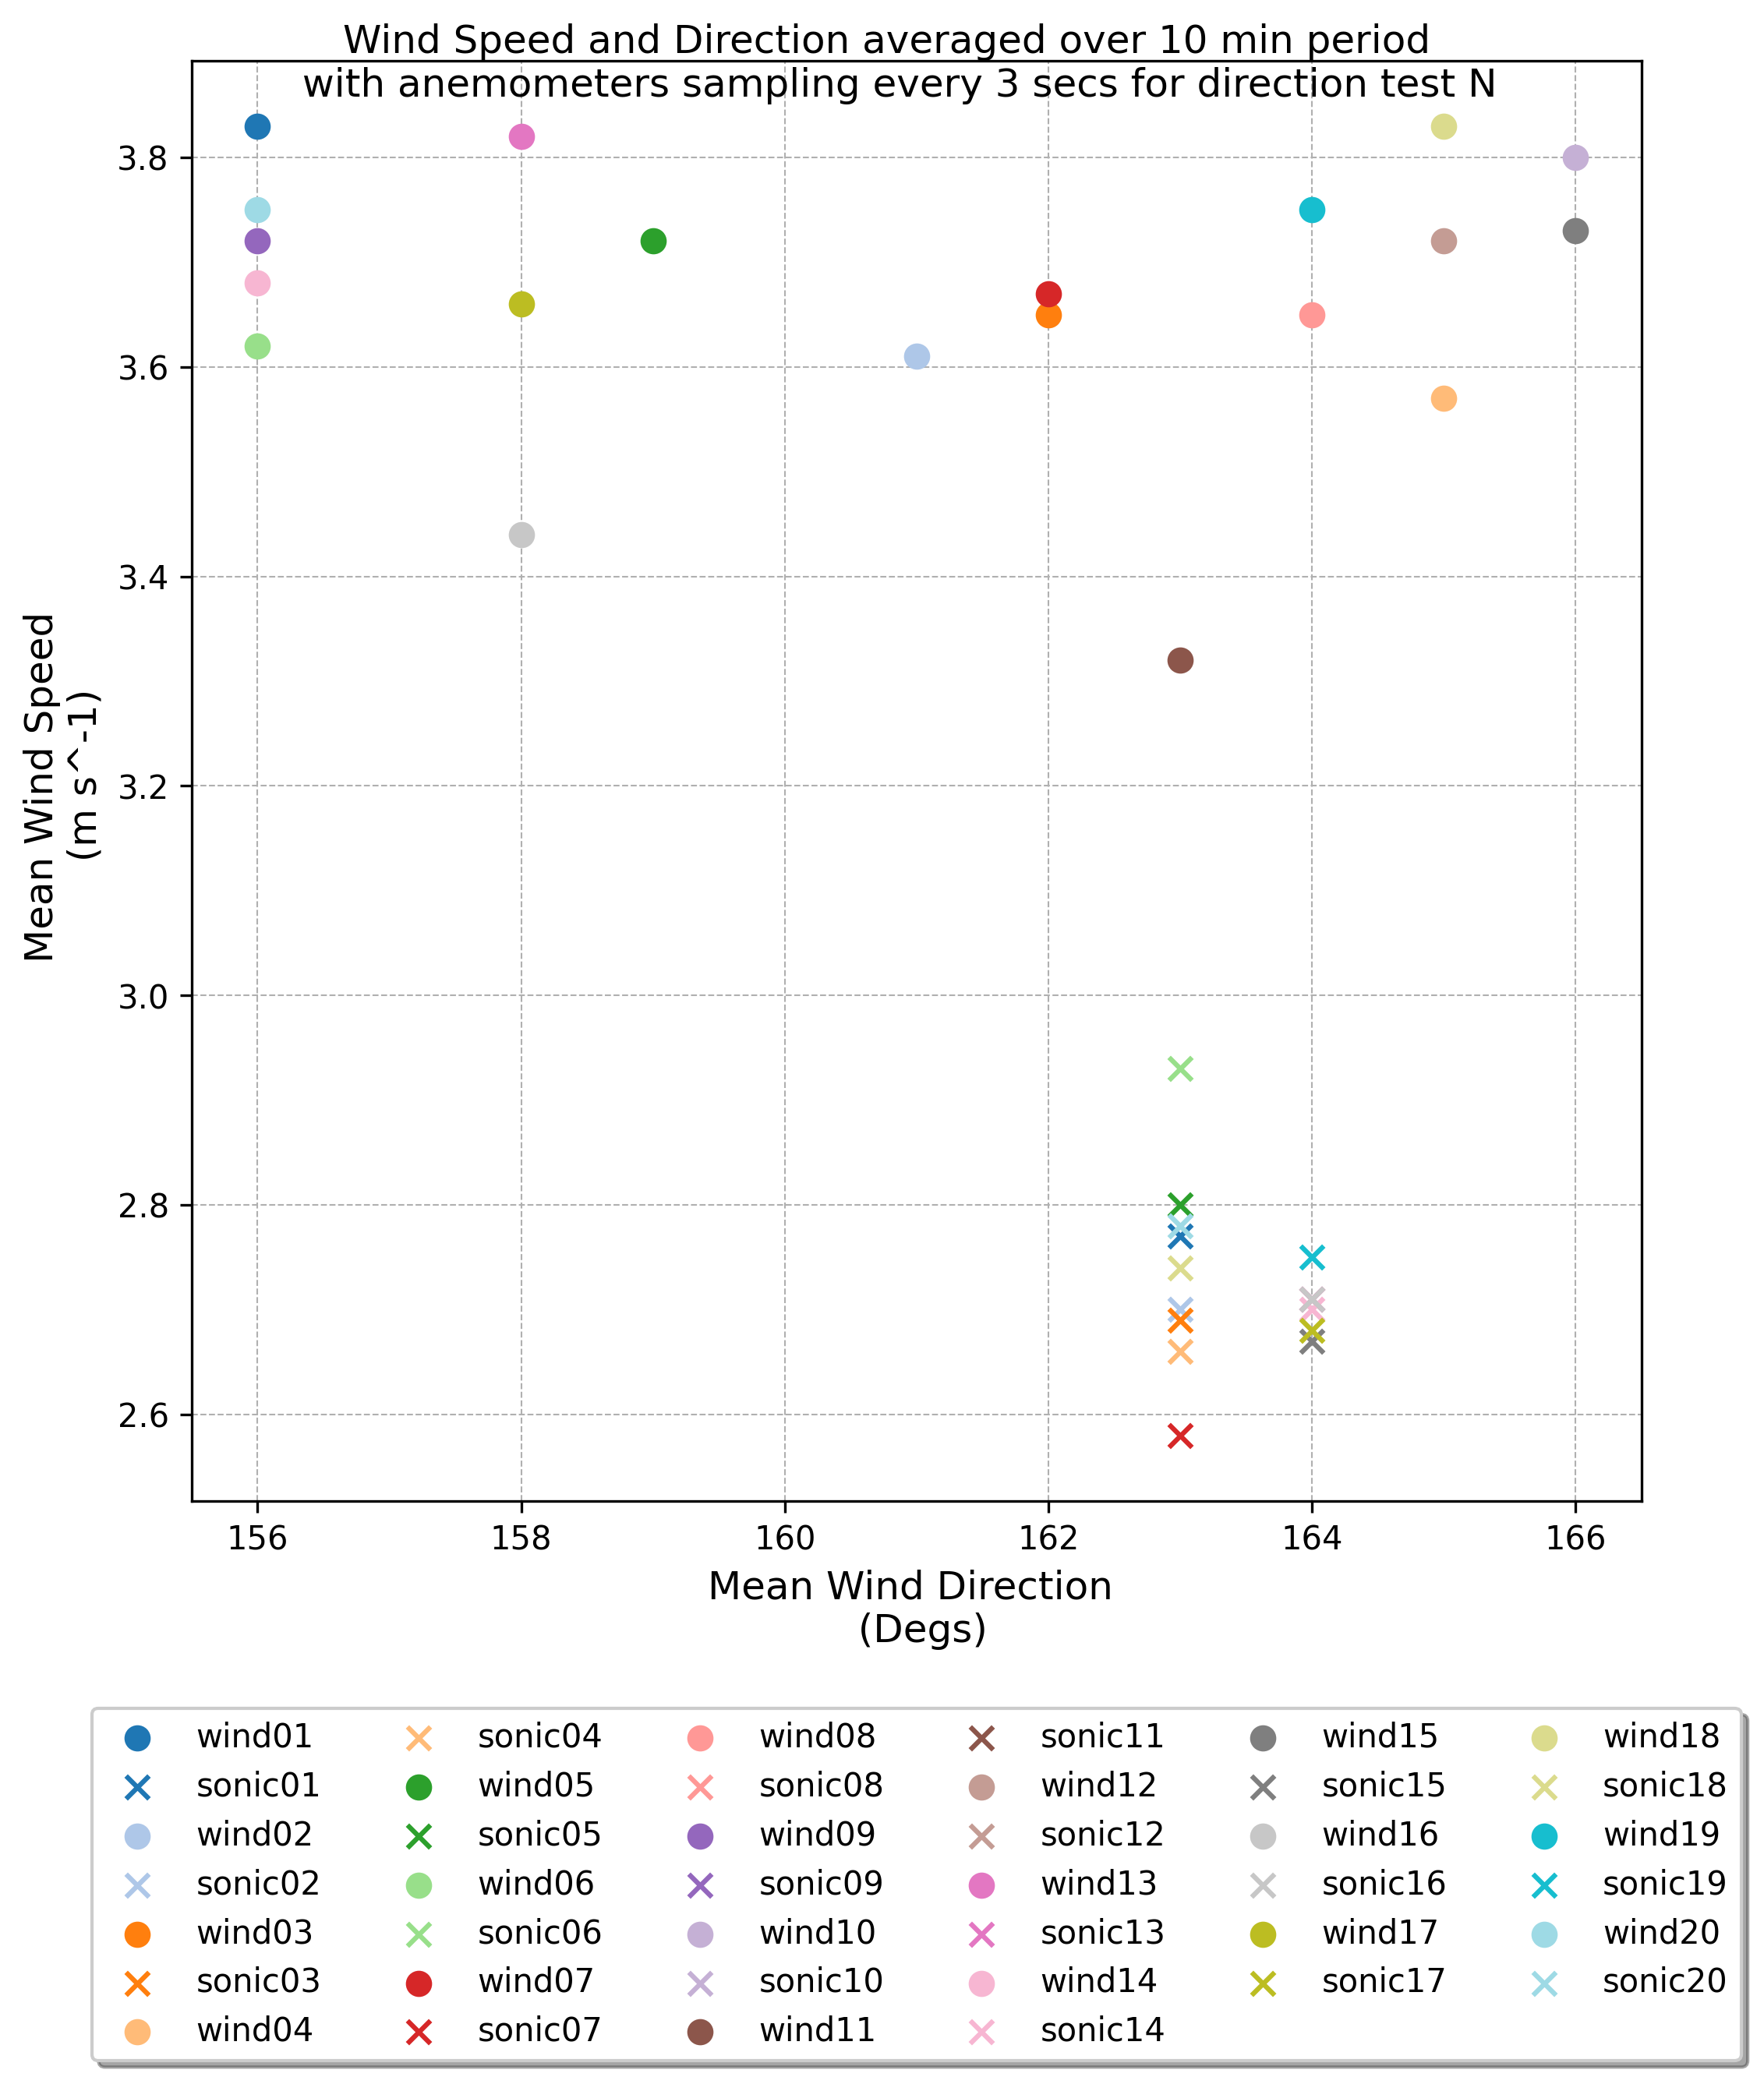 Wind Speed and Direction averaged over 10 min period
with anemometers sampling every 3 secs for direction test N
3.8
3.6
3.4
3.2
3.0
2.8
2.6
Mean Wind Speed
(m s^-1)
156 158 160 162 164 166
Mean Wind Direction
(Degs)
wind01
sonic01
wind02
sonic02
wind03
sonic03
wind04
sonic04
wind05
sonic05
wind06
sonic06
wind07
sonic07
wind08
sonic08
wind09
sonic09
wind10
sonic10
wind11
sonic11
wind12
sonic12
wind13
sonic13
wind14
sonic14
wind15
sonic15
wind16
sonic16
wind17
sonic17
wind18
sonic18
wind19
sonic19
wind20
sonic20